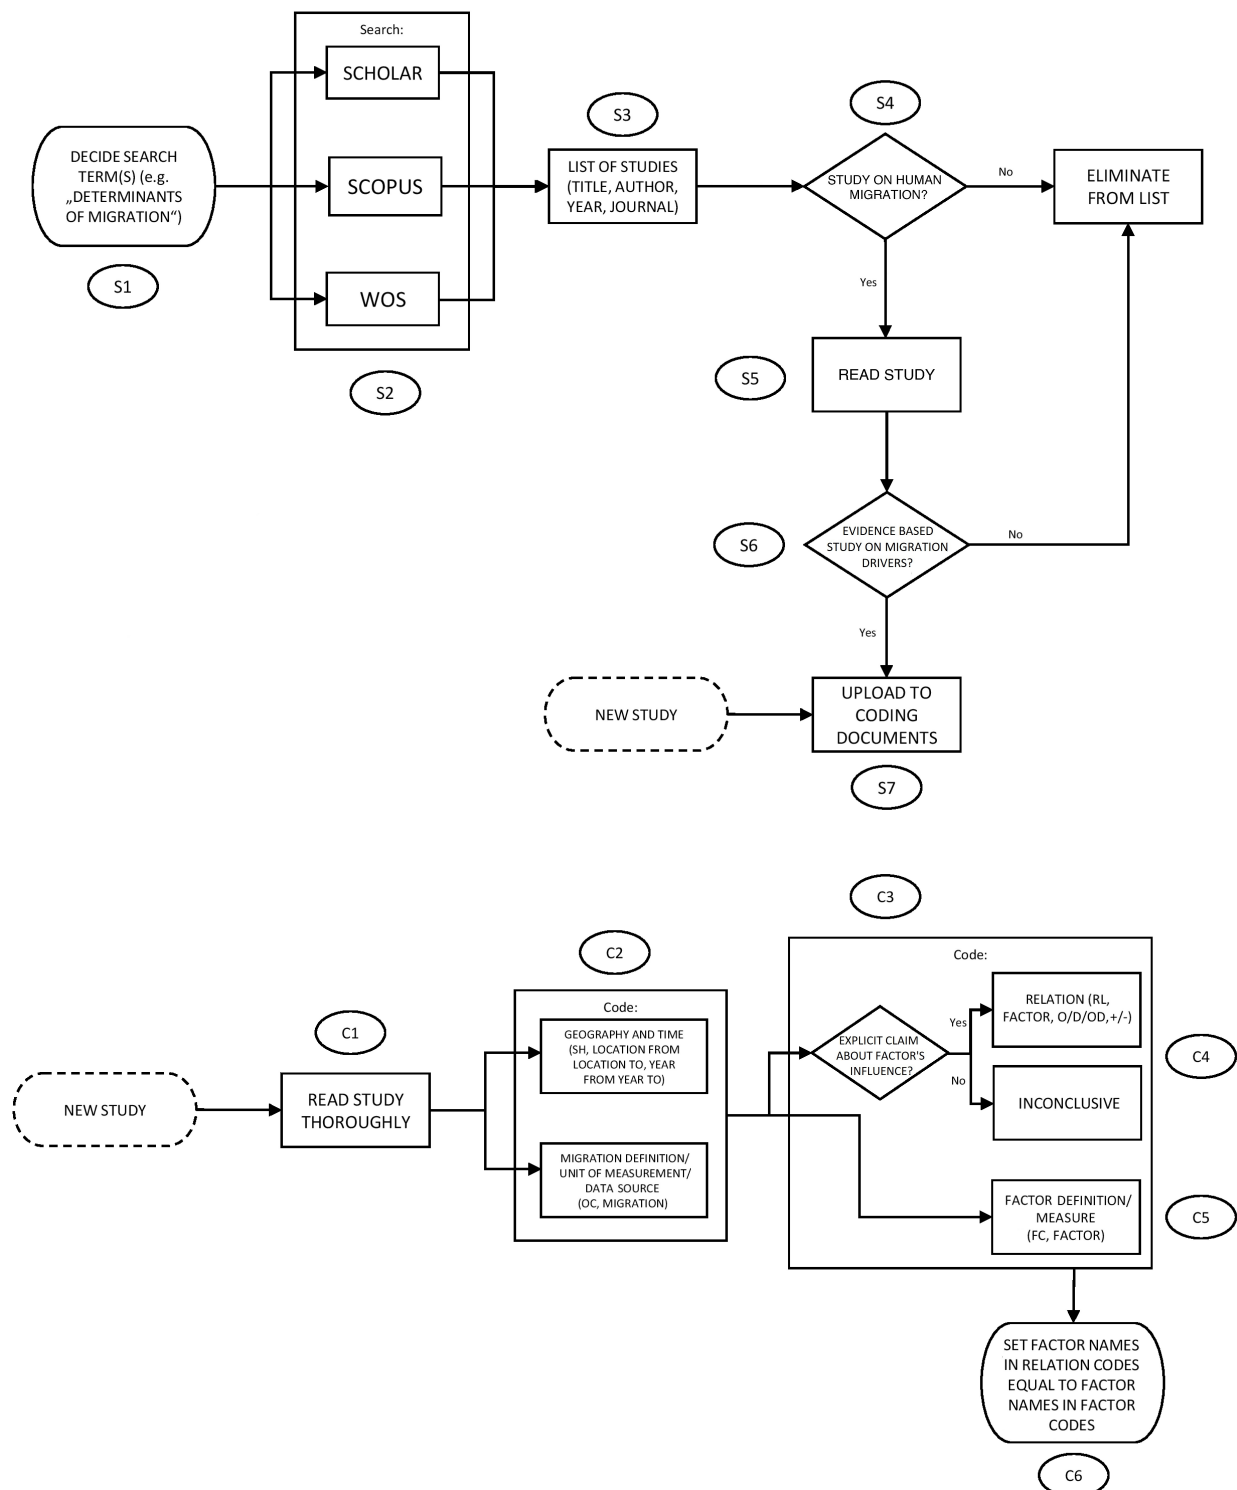 Search:
SCHOLAR
SCOPUS
WOS
S2
DECIDE SEARCH
TERM(S) (e.g.
„DETERMINANTS
OF MIGRATION“)
S1
S3
LIST OF STUDIES
(TITLE, AUTHOR,
YEAR, JOURNAL)
S4
STUDY ON HUMAN
MIGRATION?
No
ELIMINATE
FROM LIST
Yes
S5
READ STUDY
S6
EVIDENCE BASED
STUDY ON MIGRATION
DRIVERS?
No
Yes
NEW STUDY
UPLOAD TO
CODING
DOCUMENTS
S7
NEW STUDY
C1
READ STUDY
THOROUGHLY
C2
Code:
GEOGRAPHY AND TIME
(SH, LOCATION FROM
LOCATION TO, YEAR
FROM YEAR TO)
MIGRATION DEFINITION/
UNIT OF MEASUREMENT/
DATA SOURCE
(OC, MIGRATION)
C3
Code:
EXPLICIT CLAIM
ABOUT FACTOR'S
INFLUENCE?
Yes
RELATION (RL,
FACTOR, O/D/OD,+/-)
C4
No
INCONCLUSIVE
FACTOR DEFINITION/
MEASURE
(FC, FACTOR)
C5
SET FACTOR NAMES
IN RELATION CODES
EQUAL TO FACTOR
NAMES IN FACTOR
CODES
C6